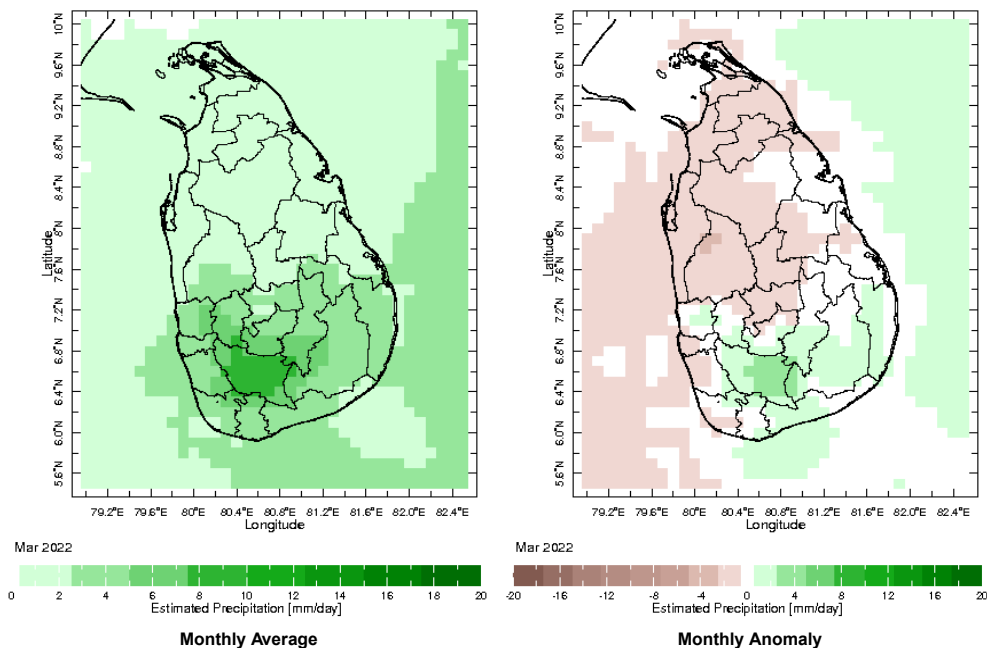 10°N
9.6°N
9.2°N
8.8°N
8.4°N
8°N
7.6°N
7.2°N
6.8°N
6.4°N
6.0°N
5.6°N
Latitude
79.2°E 79.6°E 80.0°E 80.4°E 80.8°E 81.2°E 81.6°E 82.0°E 82.4°E
Longitude
Mar 2022
0 2 4 6 8 10 12 14 16 18 20
Estimated Precipitation [mm/day]
Monthly Average
10°N
9.6°N
9.2°N
8.8°N
8.4°N
8°N
7.6°N
7.2°N
6.8°N
6.4°N
6.0°N
5.6°N
Latitude
79.2°E 79.6°E 80.0°E 80.4°E 80.8°E 81.2°E 81.6°E 82.0°E 82.4°E
Longitude
Mar 2022
-20 -16 -12 -8 -4 0 4 8 12 16 20
Estimated Precipitation [mm/day]
Monthly Anomaly